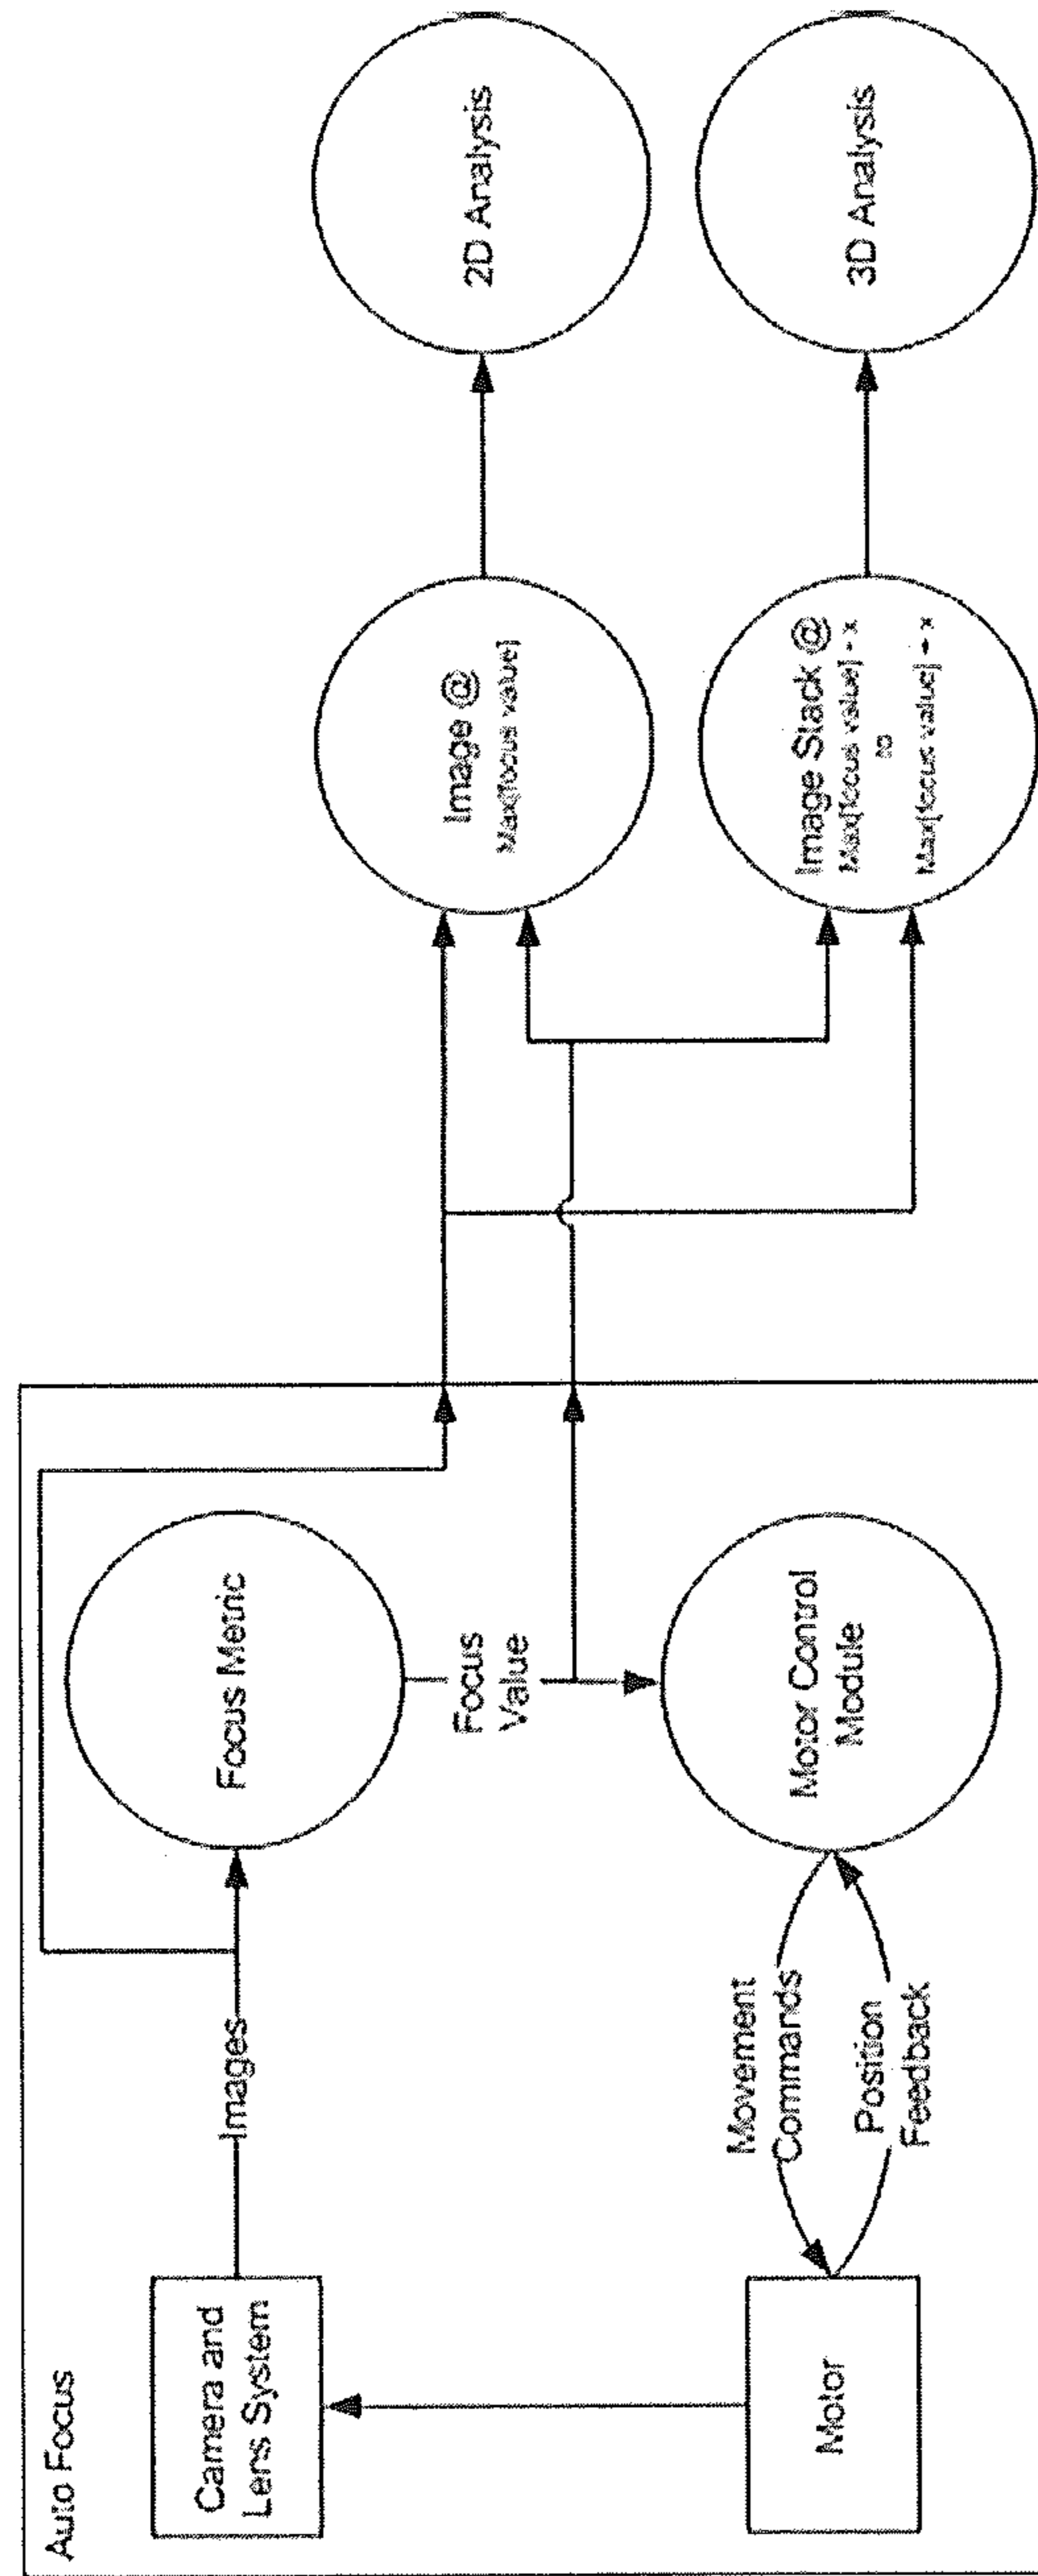 Auto Focus
Camera and
Lens System
Images
Focus Metric
Focus
Value
Motor
Movement
Commands
Position
Feedback
Motor Control
Module
Image @
Max[focus value]
2D Analysis
Image Stack @
Max[focus value] - x
to
Max[focus value] + x
3D Analysis